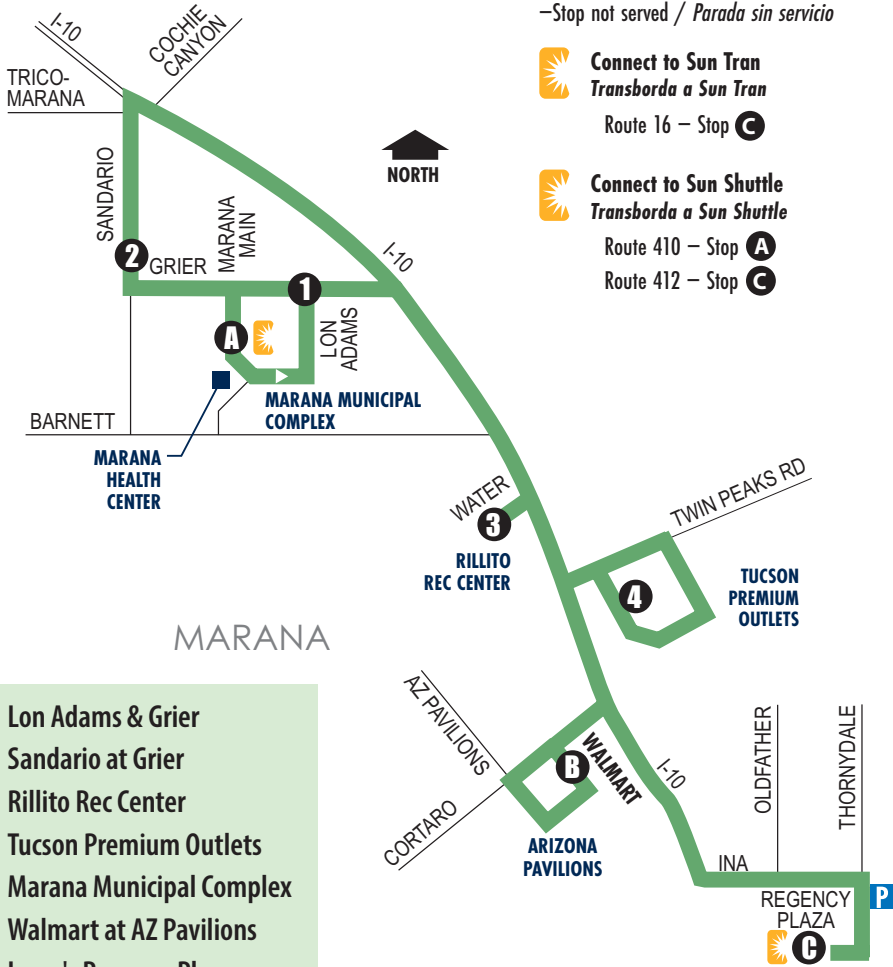 –Stop not served / Parada sin servicio
Connect to Sun Tran
Transborda a Sun Tran
Route 16 – Stop C
Connect to Sun Shuttle
Transborda a Sun Shuttle
Route 410 – Stop A
Route 412 – Stop C
I-10
COCHIE
CANYON
TRICO-
MARANA
NORTH
SANDARIO
MARANA
MAIN
2
GRIER
I-10
1
A
LON
ADAMS
MARANA MUNICIPAL
COMPLEX
BARNETT
MARANA
HEALTH
CENTER
WATER
3
RILLITO
REC CENTER
TWIN PEAKS RD
4
TUCSON
PREMIUM
OUTLETS
MARANA
AZ PAVILIONS
B
WALMART
I-10
CORTARO
ARIZONA
PAVILIONS
OLDFATHER
THORNYDALE
INA
P
REGENCY
PLAZA
C
Lon Adams & Grier
Sandario at Grier
Rillito Rec Center
Tucson Premium Outlets
Marana Municipal Complex
Walmart at AZ Pavilions